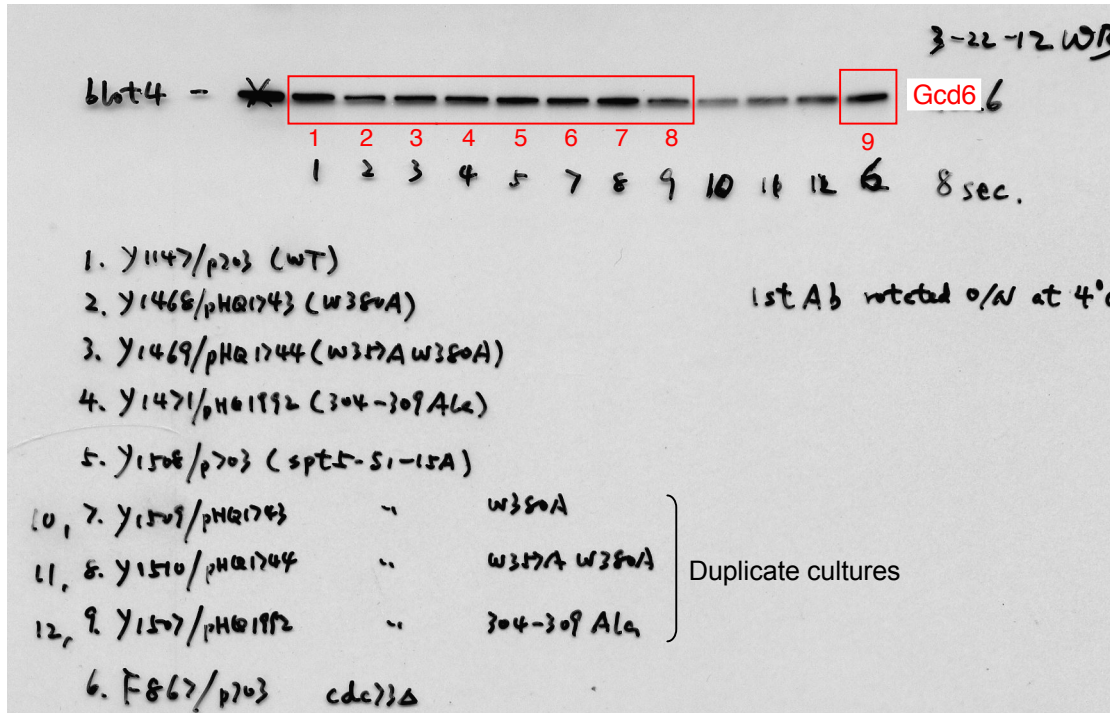 3-22-12 WB
blot4 - X Gcd6 6
1 2 3 4 5 6 7 8 9
1 2 3 4 5 7 8 9 10 11 12 6 8 sec.
1. Y1147/p703 (WT)
2. Y1468/pHQ1743 (W380A)
1st Ab rotated O/N at 4°C
3. Y1469/pHQ1744 (W357A W380A)
4. Y1471/pHQ1992 (304-309 Ala)
5. Y1508/p703 (spt5-S1-15A)
10, 7. Y1509/pHQ1743 " W380A
11, 8. Y1510/pHQ1744 " W357A W380A
Duplicate cultures
12, 9. Y1507/pHQ1992 " 304-309 Ala
6. F867/p703 cdc73Δ